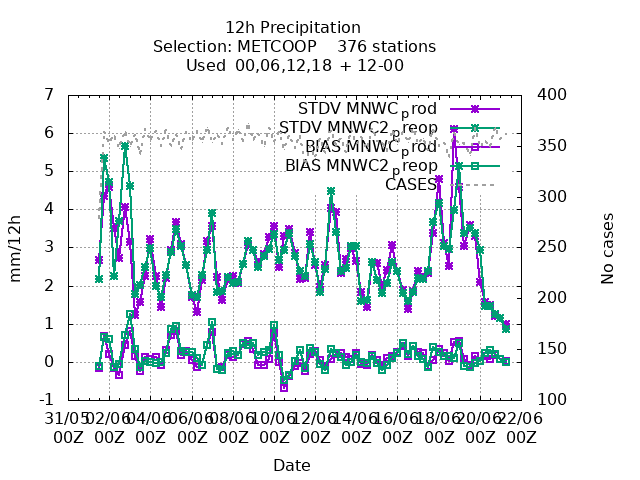 12h Precipitation
Selection: METCOOP 376 stations
Used 00,06,12,18 + 12-00
7 400
STDV MNWC_prod
6 STDV MNWC2_preop 350
BIAS MNWC_prod
5 BIAS MNWC2_preop 300
CASES
4
3 250
2 200
1
0 150
-1 100
mm/12h
No cases
31/05 02/06 04/06 06/06 08/06 10/06 12/06 14/06 16/06 18/06 20/06 22/06
00Z 00Z 00Z 00Z 00Z 00Z 00Z 00Z 00Z 00Z 00Z 00Z
Date